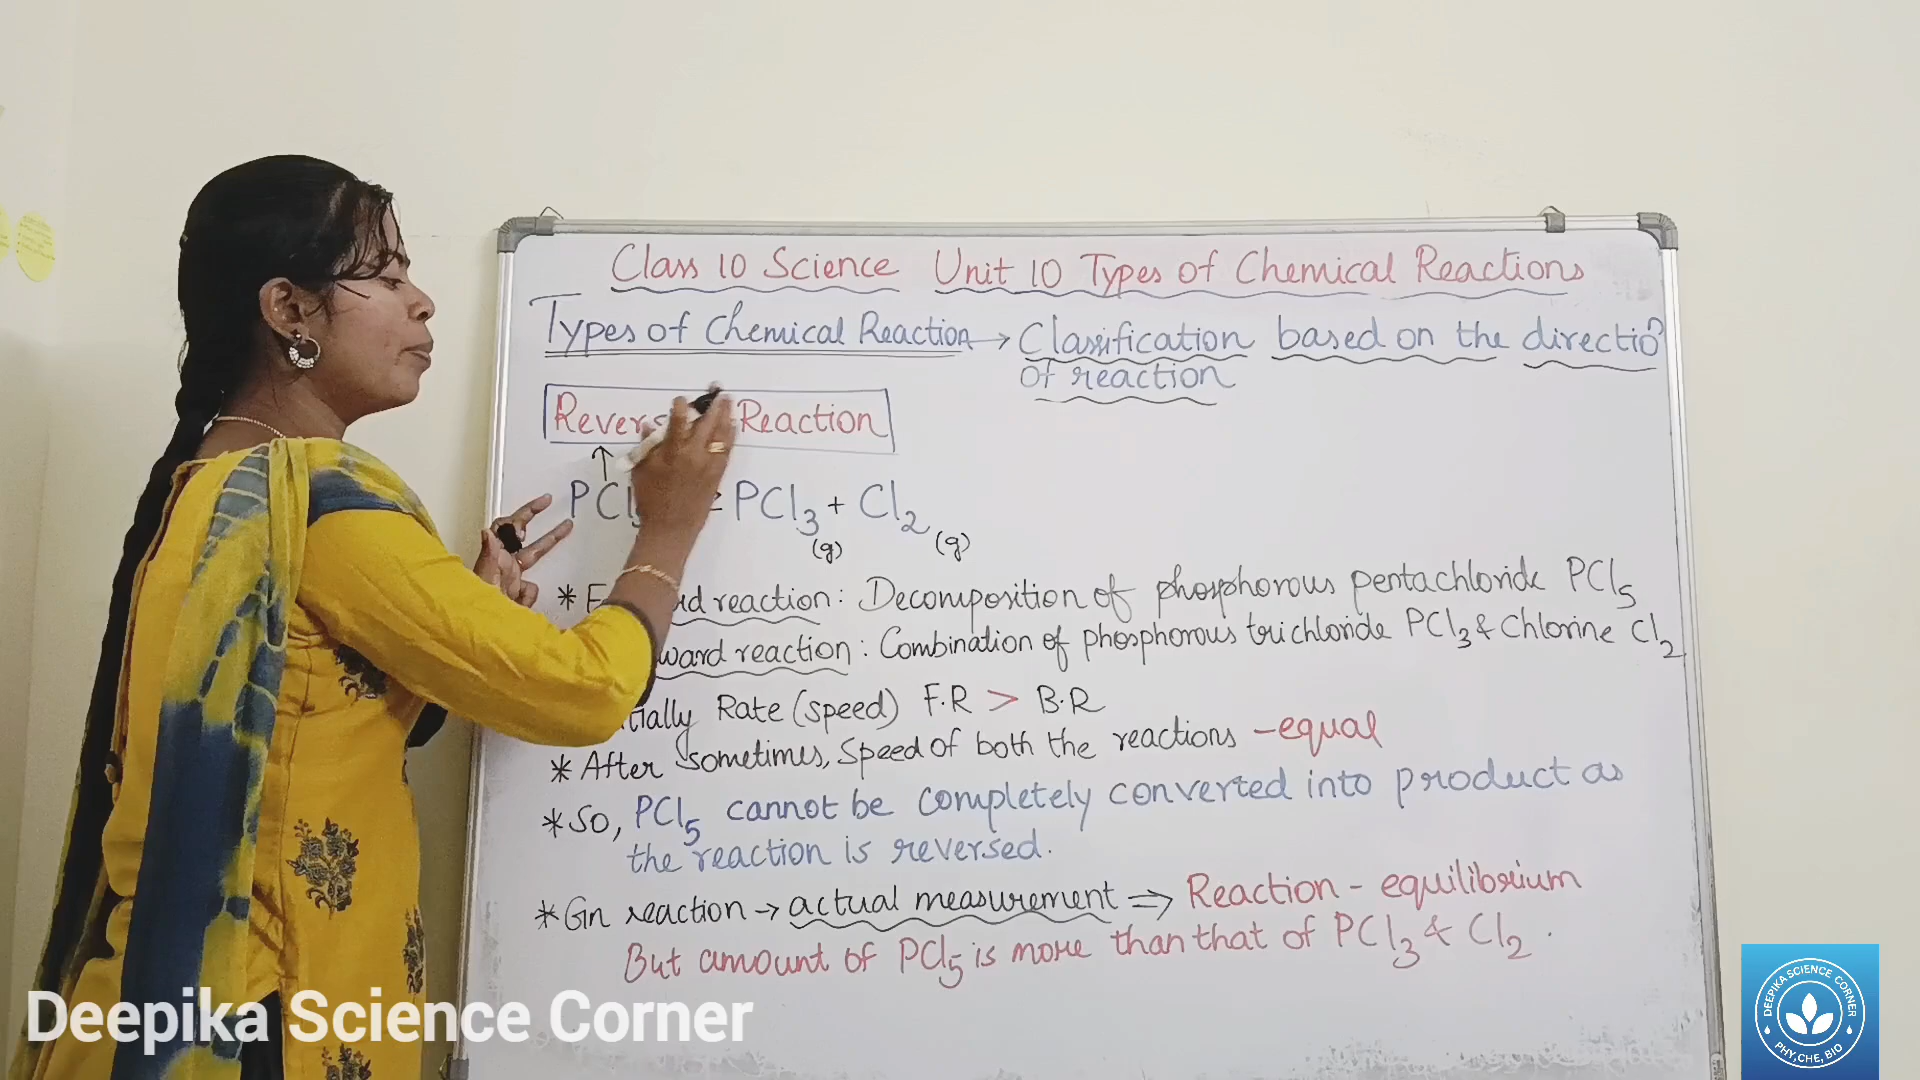 Class 10 Science Unit 10 Types of Chemical Reactions
Types of Chemical Reaction → Classification based on the directio
of reaction
Revers Reaction
↑
PCl5 ⇌ PCl3 + Cl2
(g) (g)
* F rd reaction: Decomposition of phosphorous pentachloride PCl5
ward reaction: Combination of phosphorous trichloride PCl3 & Chlorine Cl2
tially Rate (speed) F.R > B.R
* After sometimes, Speed of both the reactions - equal
* So, PCl5 cannot be completely converted into product as
the reaction is reversed.
* Gn reaction → actual measurement ⇒ Reaction - equilibrium
But amount of PCl5 is more than that of PCl3 & Cl2.
Deepika Science Corner
DEEPIKA SCIENCE CORNER
PHY, CHE, BIO